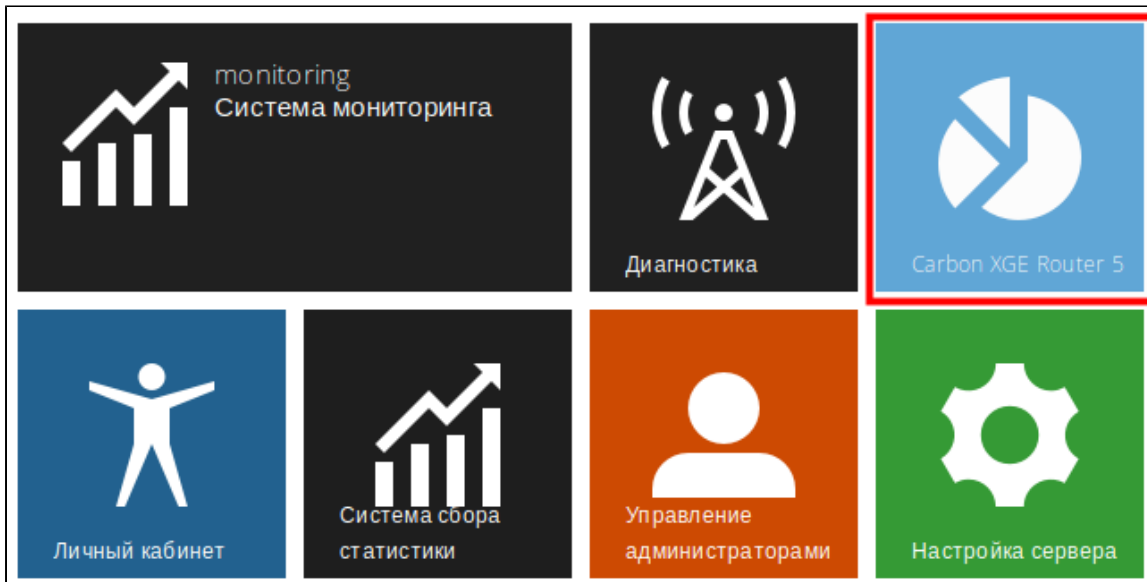 monitoring
Система мониторинга
Диагностика
Carbon XGE Router 5
Личный кабинет
Система сбора
статистики
Управление
администраторами
Настройка сервера